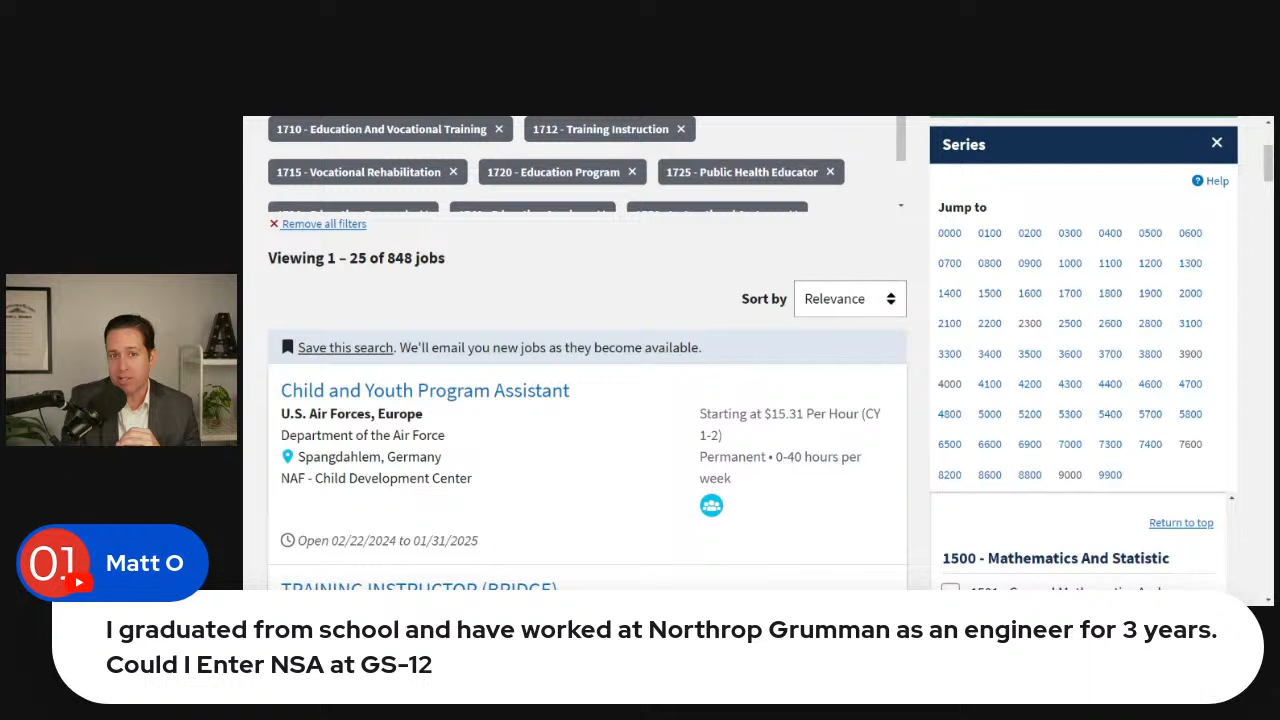 1710 - Education And Vocational Training ×
1712 - Training Instruction ×
1715 - Vocational Rehabilitation ×
1720 - Education Program ×
1725 - Public Health Educator ×
× Remove all filters
Viewing 1 – 25 of 848 jobs
Sort by Relevance
Save this search. We'll email you new jobs as they become available.
Child and Youth Program Assistant
U.S. Air Forces, Europe
Department of the Air Force
Spangdahlem, Germany
NAF - Child Development Center
Starting at $15.31 Per Hour (CY
1-2)
Permanent • 0-40 hours per
week
Open 02/22/2024 to 01/31/2025
TRAINING INSTRUCTOR (BRIDGE)
Series ×
? Help
Jump to
0000 0100 0200 0300 0400 0500 0600
0700 0800 0900 1000 1100 1200 1300
1400 1500 1600 1700 1800 1900 2000
2100 2200 2300 2500 2600 2800 3100
3300 3400 3500 3600 3700 3800 3900
4000 4100 4200 4300 4400 4600 4700
4800 5000 5200 5300 5400 5700 5800
6500 6600 6900 7000 7300 7400 7600
8200 8600 8800 9000 9900
Return to top
1500 - Mathematics And Statistic
01
Matt O
I graduated from school and have worked at Northrop Grumman as an engineer for 3 years.
Could I Enter NSA at GS-12